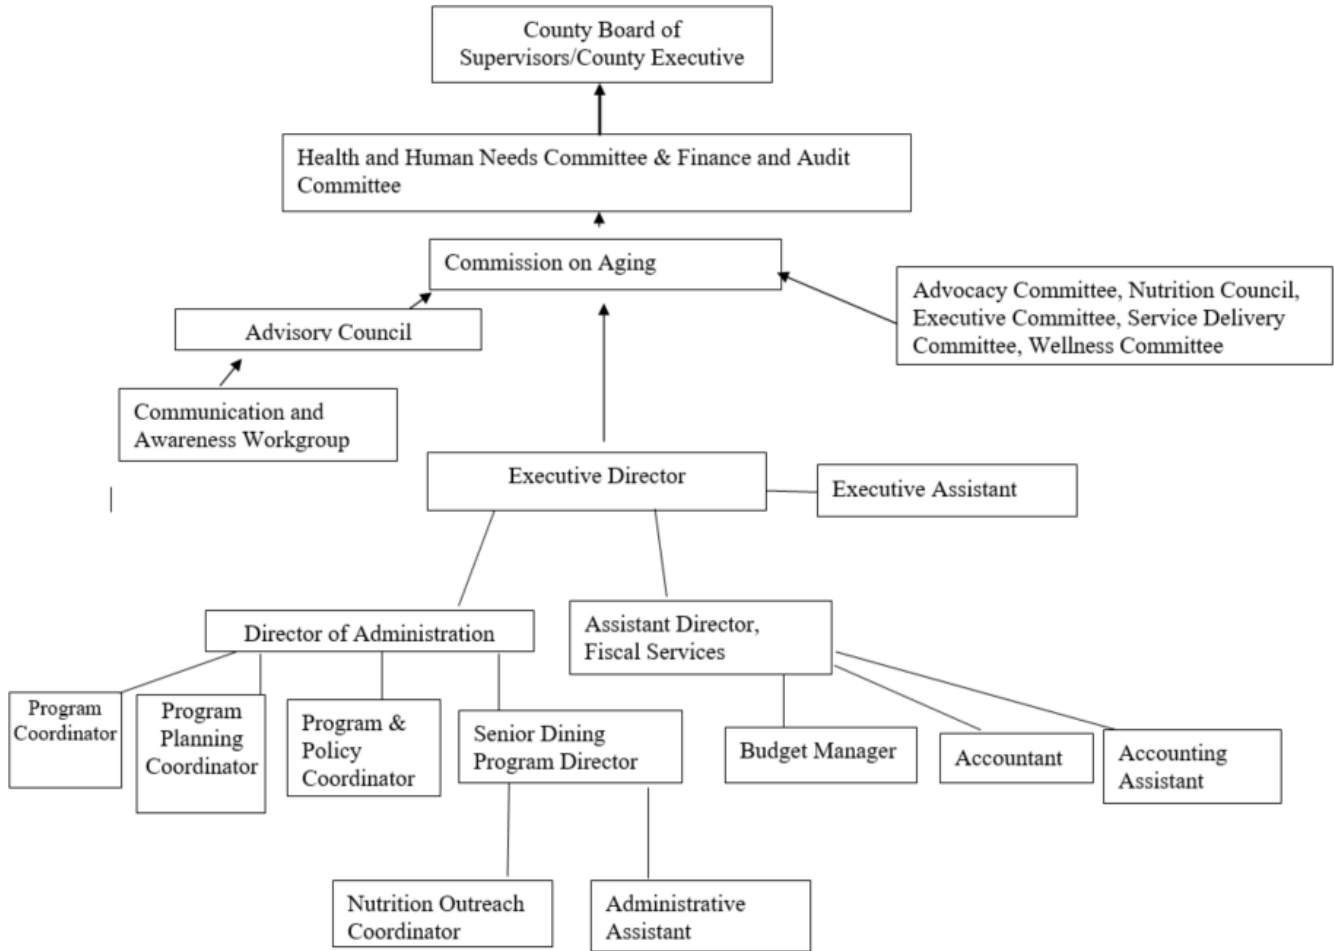 County Board of
Supervisors/County Executive
Health and Human Needs Committee & Finance and Audit
Committee
Commission on Aging
Advocacy Committee, Nutrition Council,
Executive Committee, Service Delivery
Committee, Wellness Committee
Advisory Council
Communication and
Awareness Workgroup
Executive Director
Executive Assistant
Director of Administration
Assistant Director,
Fiscal Services
Program
Coordinator
Program
Planning
Coordinator
Program &
Policy
Coordinator
Senior Dining
Program Director
Budget Manager
Accountant
Accounting
Assistant
Nutrition Outreach
Coordinator
Administrative
Assistant